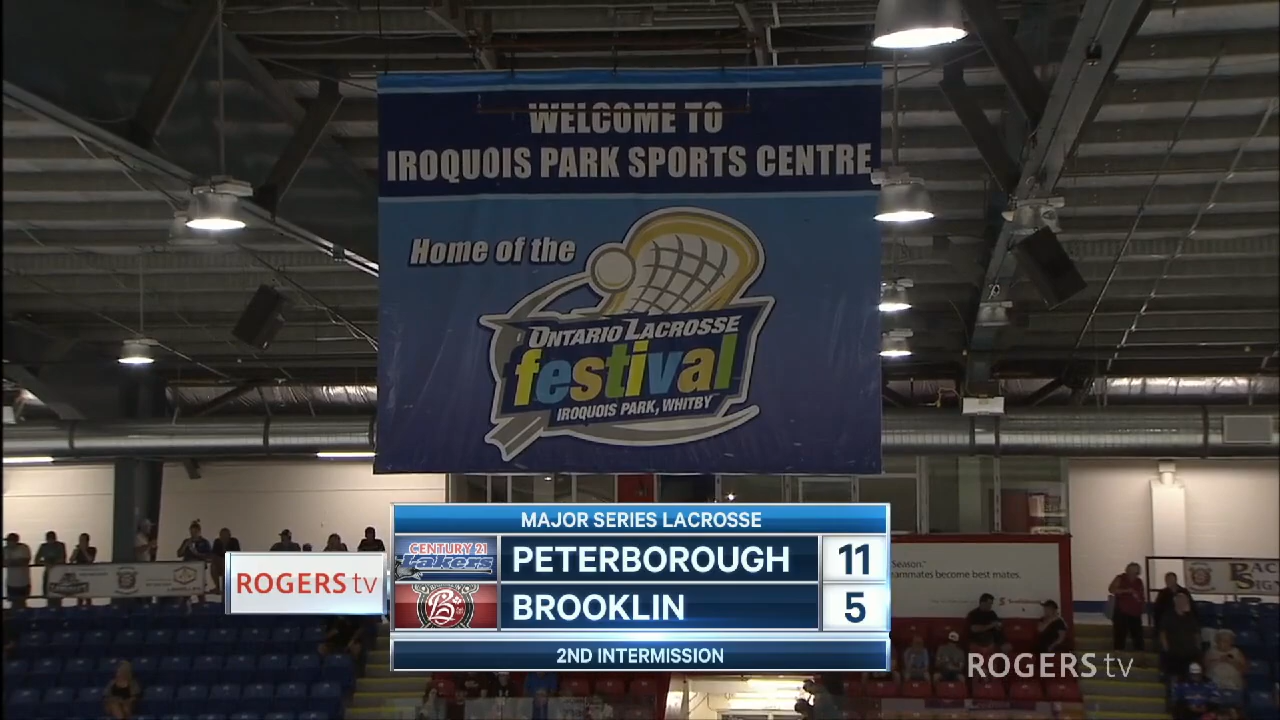 WELCOME TO
IROQUOIS PARK SPORTS CENTRE
Home of the
ONTARIO LACROSSE
festival
IROQUOIS PARK, WHITBY
MAJOR SERIES LACROSSE
CENTURY 21
Lakers
PETERBOROUGH 11
BROOKLIN 5
2ND INTERMISSION
ROGERS tv
Season."
ammates become best mates.
ROGERS tv